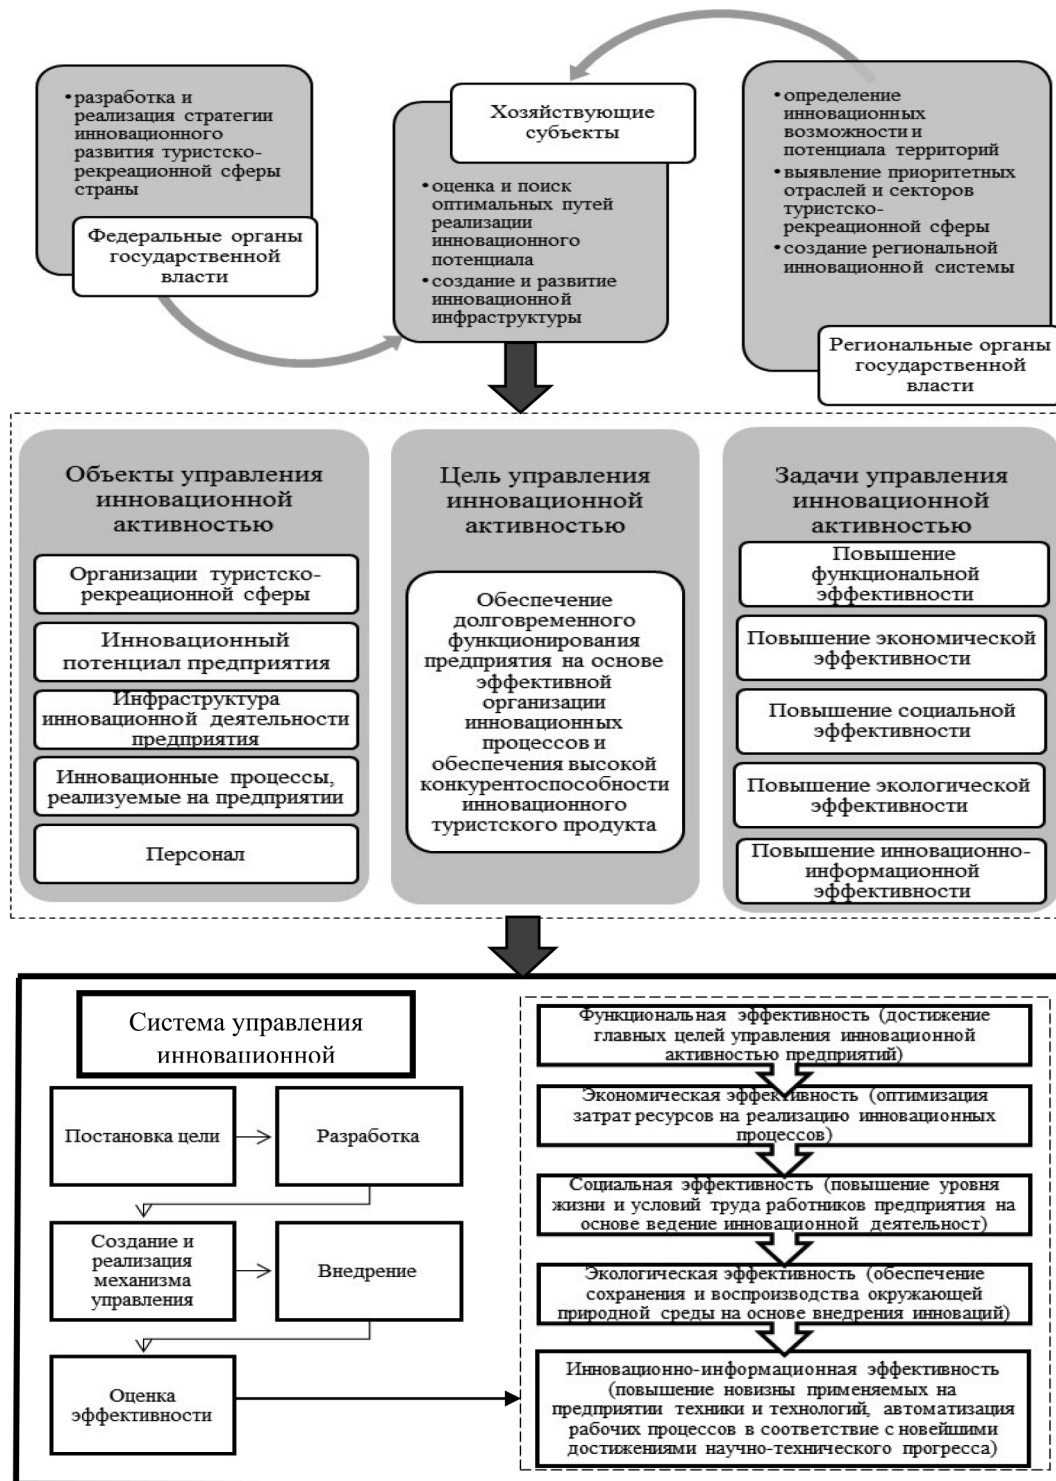 •разработка и
реализация стратегии
инновационного
развития туристско-
рекреационной сферы
страны
Федеральные органы
государственной
власти
Хозяйствующие
субъекты
•оценка и поиск
оптимальных путей
реализации
инновационного
потенциала
•создание и развитие
инновационной
инфраструктуры
•определение
инновационных
возможности и
потенциала территорий
•выявление приоритетных
отраслей и секторов
туристско-
рекреационной сферы
•создание региональной
инновационной системы
Региональные органы
государственной
власти
Объекты управления
инновационной
активностью
Организации туристско-
рекреационной сферы
Инновационный
потенциал предприятия
Инфраструктура
инновационной деятельности
предприятия
Инновационные процессы,
реализуемые на предприятии
Персонал
Цель управления
инновационной
активностью
Обеспечение
долговременного
функционирования
предприятия на основе
эффективной
организации
инновационных
процессов и
обеспечения высокой
конкурентоспособности
инновационного
туристского продукта
Задачи управления
инновационной
активностью
Повышение
функциональной
эффективности
Повышение экономической
эффективности
Повышение социальной
эффективности
Повышение экологической
эффективности
Повышение инновационно-
информационной
эффективности
Система управления
инновационной
Постановка цели
Разработка
Создание и
реализация
механизма
управления
Внедрение
Оценка
эффективности
Функциональная эффективность (достижение
главных целей управления инновационной
активностью предприятий)
Экономическая эффективность (оптимизация
затрат ресурсов на реализацию инновационных
процессов)
Социальная эффективность (повышение уровня
жизни и условий труда работников предприятия на
основе ведение инновационной деятельност)
Экологическая эффективность (обеспечение
сохранения и воспроизводства окружающей
природной среды на основе внедрения инноваций)
Инновационно-информационная эффективность
(повышение новизны применяемых на
предприятии техники и технологий, автоматизация
рабочих процессов в соответствие с новейшими
достижениями научно-технического прогресса)